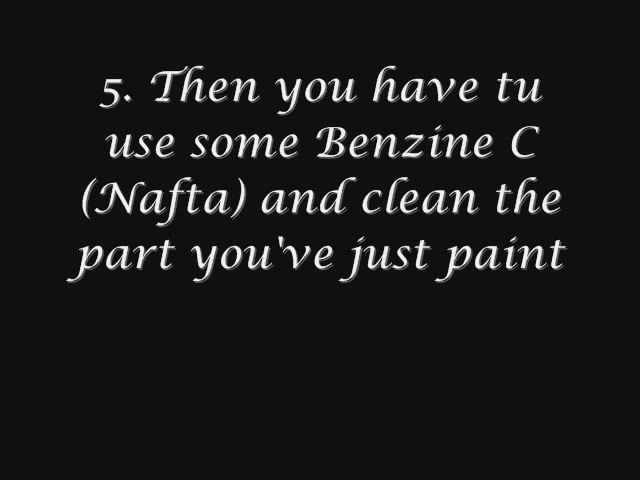 5. Then you have tu
use some Benzine C
(Nafta) and clean the
part you've just paint